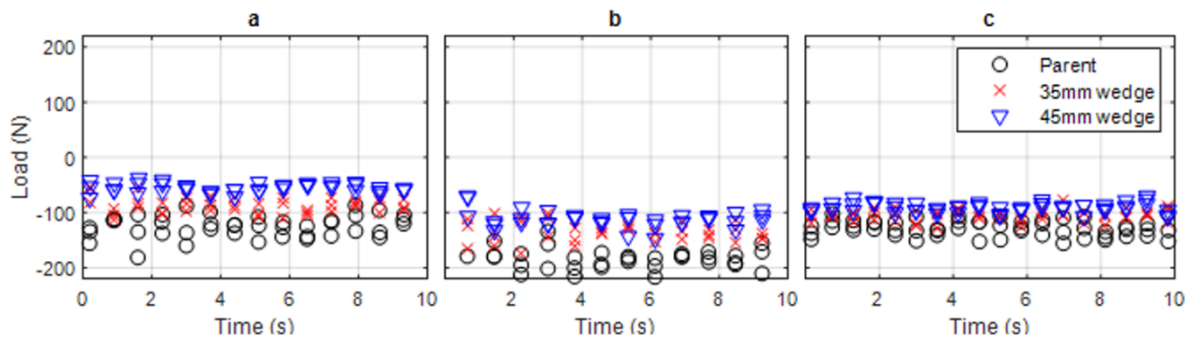 a b c
200
100
0
-100
-200
Load (N)
0 2 4 6 8 10
2 4 6 8 10
2 4 6 8 10
Time (s) Time (s) Time (s)
Parent
35mm wedge
45mm wedge